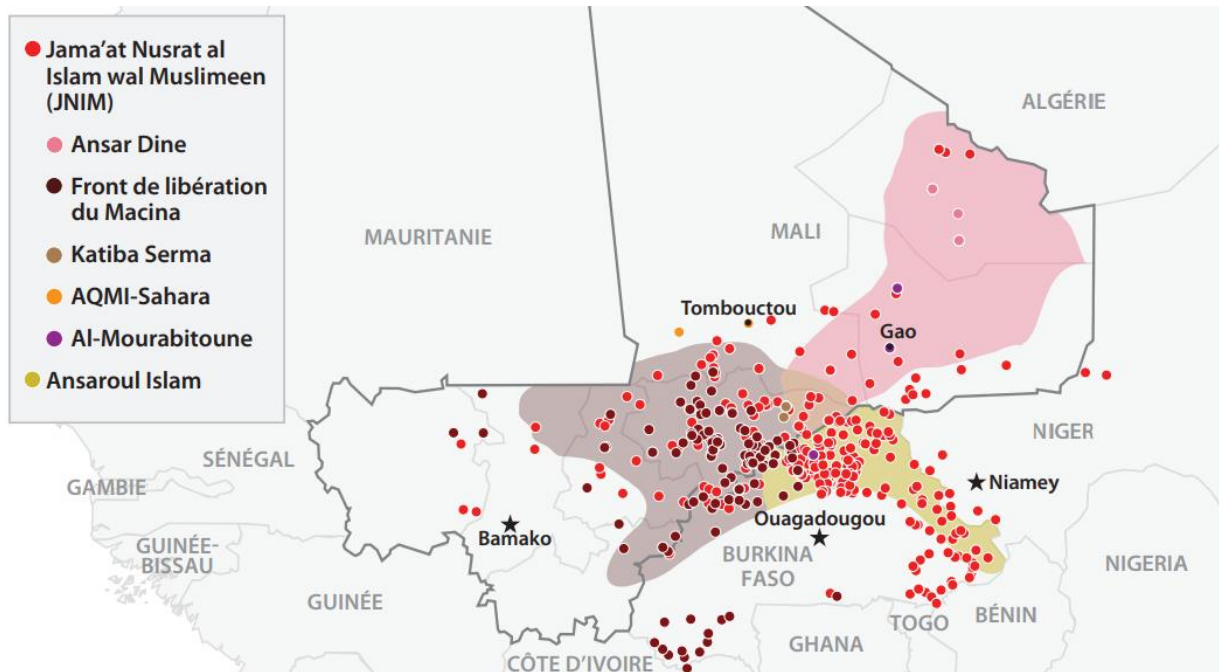 Jama’at Nusrat al
Islam wal Muslimeen
(JNIM)
Ansar Dine
Front de libération
du Macina
Katiba Serma
AQMI-Sahara
Al-Mourabitoune
Ansaroul Islam
ALGÉRIE
MAURITANIE
MALI
Tombouctou
Gao
NIGER
SÉNÉGAL
GAMBIE
Niamey
Bamako
Ouagadougou
GUINÉE-
BISSAU
BURKINA
FASO
NIGERIA
GUINÉE
BÉNIN
TOGO
GHANA
CÔTE D’IVOIRE